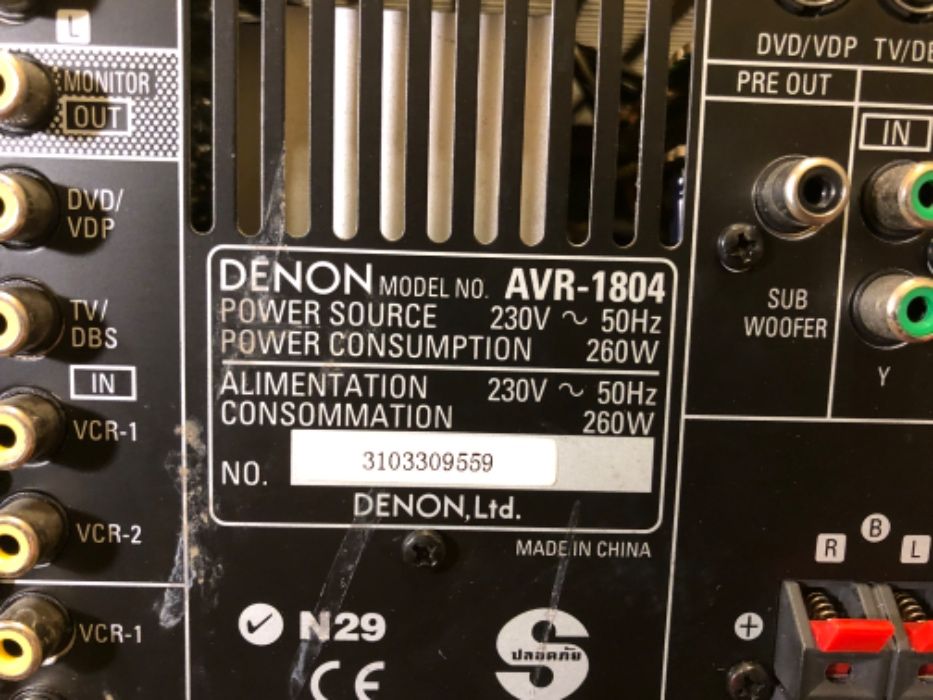 L
MONITOR
OUT
DVD/
VDP
TV/
DBS
IN
VCR-1
VCR-2
VCR-1
DENON MODEL NO. AVR-1804
POWER SOURCE 230V ~ 50Hz
POWER CONSUMPTION 260W
ALIMENTATION 230V ~ 50Hz
CONSOMMATION 260W
NO. 3103309559
DENON, Ltd.
MADE IN CHINA
N29
CE
S
ปลอดภัย
DVD/VDP TV/DB
PRE OUT
IN
SUB
WOOFER
Y
B
R L
+